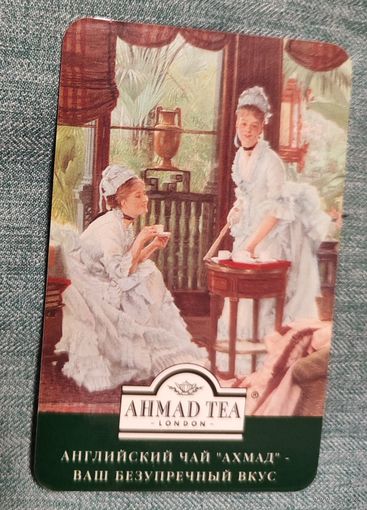 AHMAD TEA
- LONDON -
®
АНГЛИЙСКИЙ ЧАЙ "АХМАД" -
ВАШ БЕЗУПРЕЧНЫЙ ВКУС